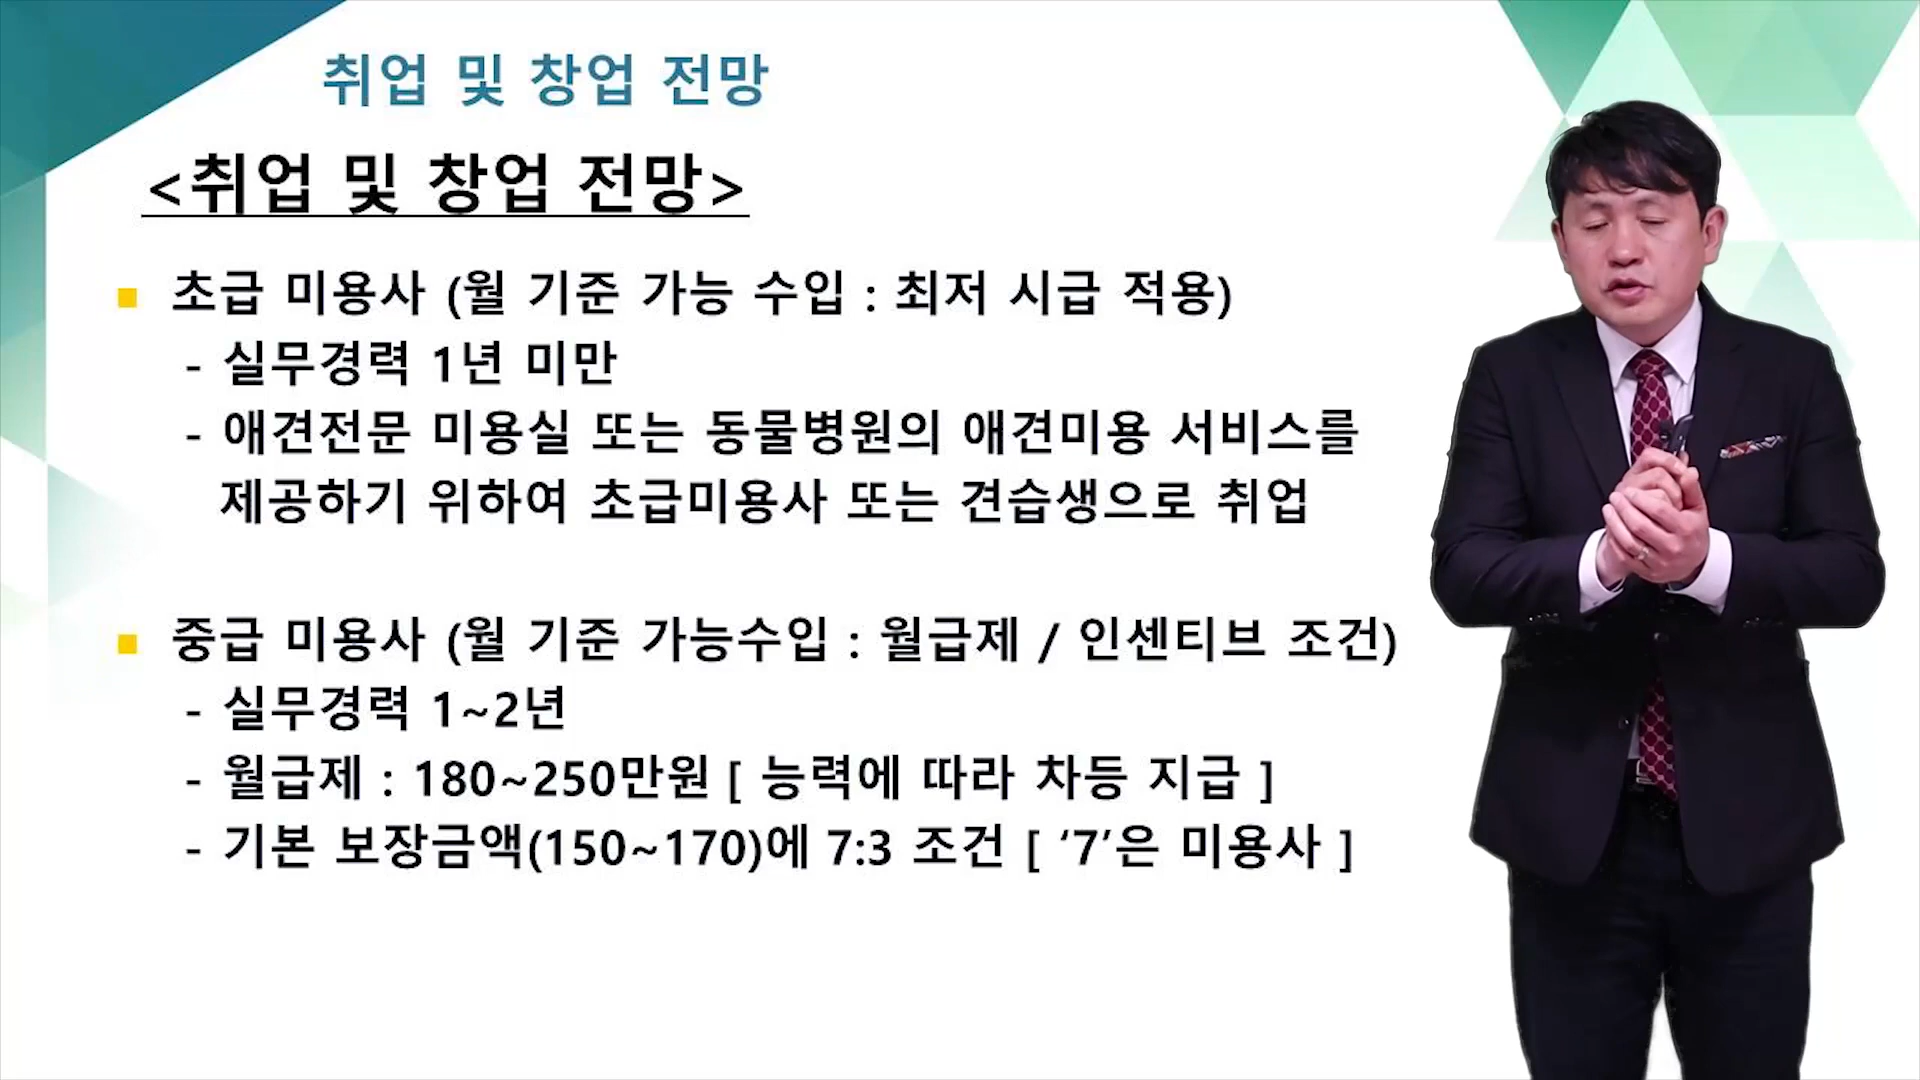 취업 및 창업 전망
<취업 및 창업 전망>
초급 미용사 (월 기준 가능 수입 : 최저 시급 적용)
- 실무경력 1년 미만
- 애견전문 미용실 또는 동물병원의 애견미용 서비스를
제공하기 위하여 초급미용사 또는 견습생으로 취업
중급 미용사 (월 기준 가능수입 : 월급제 / 인센티브 조건)
- 실무경력 1~2년
- 월급제 : 180~250만원 [ 능력에 따라 차등 지급 ]
- 기본 보장금액(150~170)에 7:3 조건 [ ‘7’은 미용사 ]